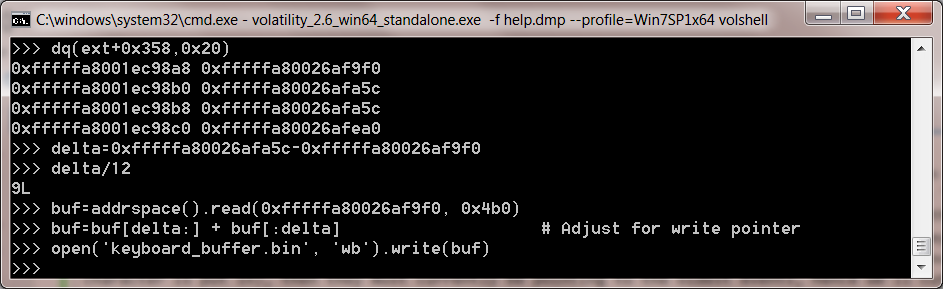 C:\windows\system32\cmd.exe - volatility_2.6_win64_standalone.exe  -f help.dmp --profile=Win7SP1x64 volshell
>>> dq(ext+0x358,0x20)
0xfffffa8001ec98a8 0xfffffa80026af9f0
0xfffffa8001ec98b0 0xfffffa80026afa5c
0xfffffa8001ec98b8 0xfffffa80026afa5c
0xfffffa8001ec98c0 0xfffffa80026afea0
>>> delta=0xfffffa80026afa5c-0xfffffa80026af9f0
>>> delta/12
9L
>>> buf=addrspace().read(0xfffffa80026af9f0, 0x4b0)
>>> buf=buf[delta:] + buf[:delta]                    # Adjust for write pointer
>>> open('keyboard_buffer.bin', 'wb').write(buf)
>>>